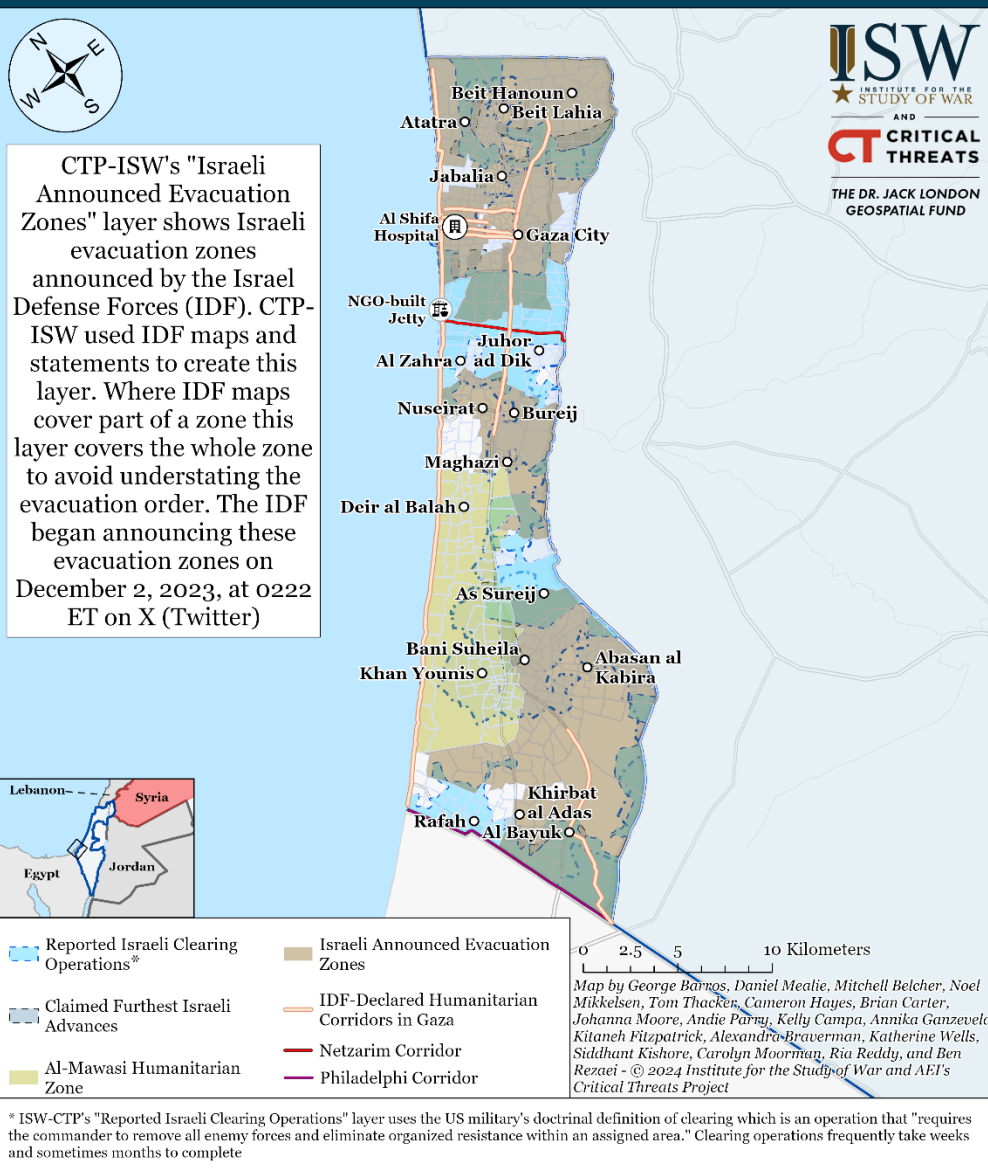 N
E
W
S
ISW
INSTITUTE FOR THE
STUDY OF WAR
AND
CT CRITICAL
THREATS
THE DR. JACK LONDON
GEOSPATIAL FUND
CTP-ISW's "Israeli
Announced Evacuation
Zones" layer shows Israeli
evacuation zones
announced by the Israel
Defense Forces (IDF). CTP-
ISW used IDF maps and
statements to create this
layer. Where IDF maps
cover part of a zone this
layer covers the whole zone
to avoid understating the
evacuation order. The IDF
began announcing these
evacuation zones on
December 2, 2023, at 0222
ET on X (Twitter)
Beit Hanoun
Beit Lahia
Atatra
Jabalia
Al Shifa
Hospital
Gaza City
NGO-built
Jetty
Juhor
ad Dik
Al Zahra
Nuseirat
Bureij
Maghazi
Deir al Balah
As Sureij
Bani Suheila
Abasan al
Kabira
Khan Younis
Khirbat
al Adas
Rafah
Al Bayuk
Lebanon
Syria
Jordan
Egypt
Reported Israeli Clearing
Operations*
Claimed Furthest Israeli
Advances
Al-Mawasi Humanitarian
Zone
Israeli Announced Evacuation
Zones
IDF-Declared Humanitarian
Corridors in Gaza
Netzarim Corridor
Philadelphi Corridor
0 2.5 5 10 Kilometers
Map by George Barros, Daniel Mealie, Mitchell Belcher, Noel
Mikkelsen, Tom Thacker, Cameron Hayes, Brian Carter,
Johanna Moore, Andie Parry, Kelly Campa, Annika Ganzeveld
Kitaneh Fitzpatrick, Alexandra Braverman, Katherine Wells,
Siddhant Kishore, Carolyn Moorman, Ria Reddy, and Ben
Rezaei - © 2024 Institute for the Study of War and AEI's
Critical Threats Project
* ISW-CTP's "Reported Israeli Clearing Operations" layer uses the US military's doctrinal definition of clearing which is an operation that "requires
the commander to remove all enemy forces and eliminate organized resistance within an assigned area." Clearing operations frequently take weeks
and sometimes months to complete